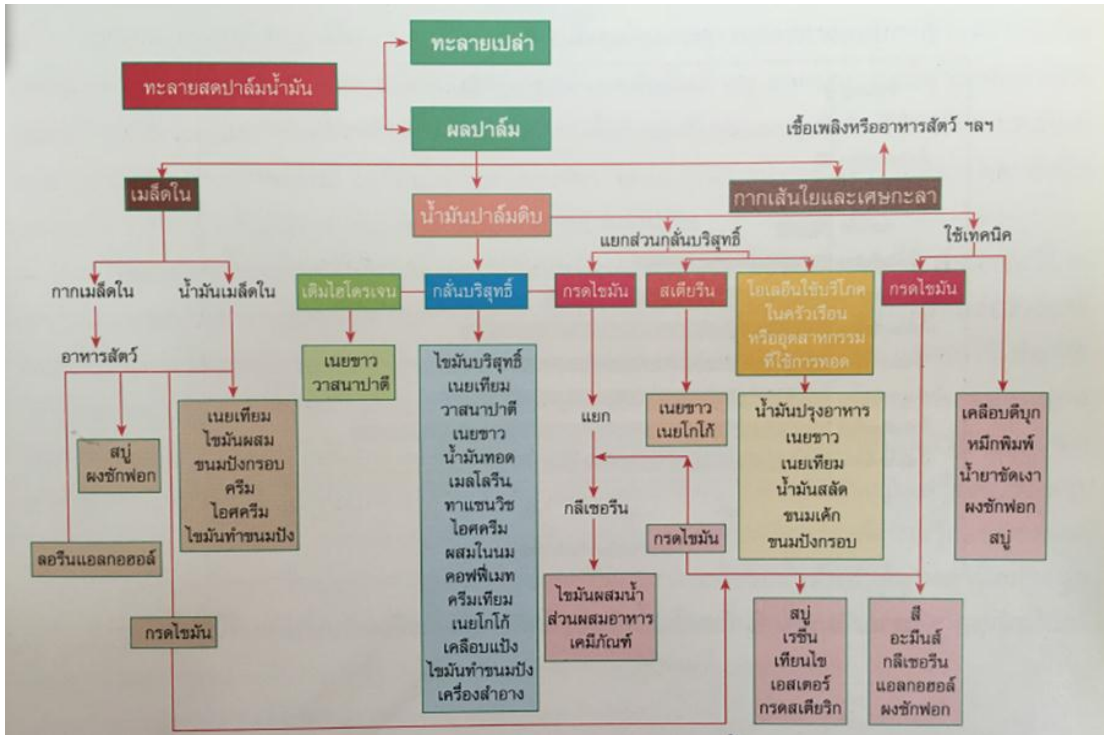 ทะลายเปล่า
ทะลายสดปาล์มน้ำมัน
ผลปาล์ม
เชื้อเพลิงหรืออาหารสัตว์ ฯลฯ
เมล็ดใน
น้ำมันปาล์มดิบ
กากเส้นใยและเศษกะลา
แยกส่วนกลั่นบริสุทธิ์
ใช้เทคนิค
กากเมล็ดใน
น้ำมันเมล็ดใน
เติมไฮโดรเจน
กลั่นบริสุทธิ์
กรดไขมัน
สเตียรีน
โอเลอีนใช้บริโภค
ในครัวเรือน
หรืออุตสาหกรรม
ที่ใช้การทอด
กรดไขมัน
อาหารสัตว์
เนยขาว
วาสนาปาตี
ไขมันบริสุทธิ์
เนยเทียม
วาสนาปาตี
เนยขาว
น้ำมันทอด
เมลโลรีน
ทาแซนวิช
ไอศครีม
ผสมในนม
คอฟฟี่เมท
ครีมเทียม
เนยโกโก้
เคลือบแป้ง
ไขมันทำขนมปัง
เครื่องสำอาง
แยก
เนยขาว
เนยโกโก้
น้ำมันปรุงอาหาร
เนยขาว
เนยเทียม
น้ำมันสลัด
ขนมเค้ก
ขนมปังกรอบ
เคลือบดีบุก
หมึกพิมพ์
น้ำยาขัดเงา
ผงซักฟอก
สบู่
สบู่
ผงซักฟอก
เนยเทียม
ไขมันผสม
ขนมปังกรอบ
ครีม
ไอศครีม
ไขมันทำขนมปัง
กลีเซอรีน
กรดไขมัน
ลอรีนแอลกอฮอล์
ไขมันผสมน้ำ
ส่วนผสมอาหาร
เคมีภัณฑ์
กรดไขมัน
สบู่
เรซิน
เทียนไข
เอสเตอร์
กรดสเตียริก
สี
อะมีนส์
กลีเซอรีน
แอลกอฮอล์
ผงซักฟอก